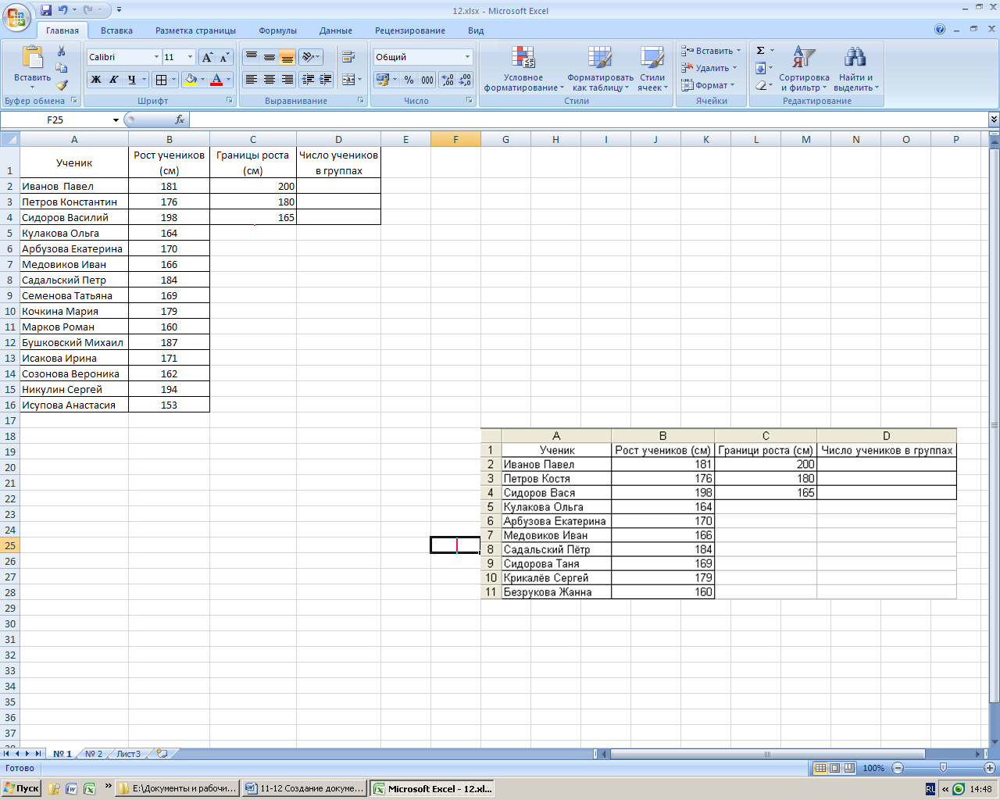 12.xlsx - Microsoft Excel
Главная Вставка Разметка страницы Формулы Данные Рецензирование Вид
Calibri 11 Общий
Вставить Ж К Ч % 000
Условное форматирование Форматировать как таблицу Стили ячеек
Вставить Удалить Формат
Сортировка и фильтр Найти и выделить
Буфер обмена Шрифт Выравнивание Число Стили Ячейки Редактирование
F25 fx
A B C D E F G H I J K L M N O P
1 Ученик Рост учеников (см) Границы роста (см) Число учеников в группах
2 Иванов Павел 181 200
3 Петров Константин 176 180
4 Сидоров Василий 198 165
5 Кулакова Ольга 164
6 Арбузова Екатерина 170
7 Медовиков Иван 166
8 Садальский Петр 184
9 Семенова Татьяна 169
10 Кочкина Мария 179
11 Марков Роман 160
12 Бушковский Михаил 187
13 Исакова Ирина 171
14 Созонова Вероника 162
15 Никулин Сергей 194
16 Исупова Анастасия 153
17
18
19
20
21
22
23
24
25
26
27
28
29
30
31
32
33
34
35
36
37
A B C D
1 Ученик Рост учеников (см) Граници роста (см) Число учеников в группах
2 Иванов Павел 181 200
3 Петров Костя 176 180
4 Сидоров Вася 198 165
5 Кулакова Ольга 164
6 Арбузова Екатерина 170
7 Медовиков Иван 166
8 Садальский Пётр 184
9 Сидорова Таня 169
10 Крикалёв Сергей 179
11 Безрукова Жанна 160
№ 1 № 2 Лист3
Готово 100%
Пуск E:\Документы и рабочи... 11-12 Создание докуме... Microsoft Excel - 12.xl... RL 14:48